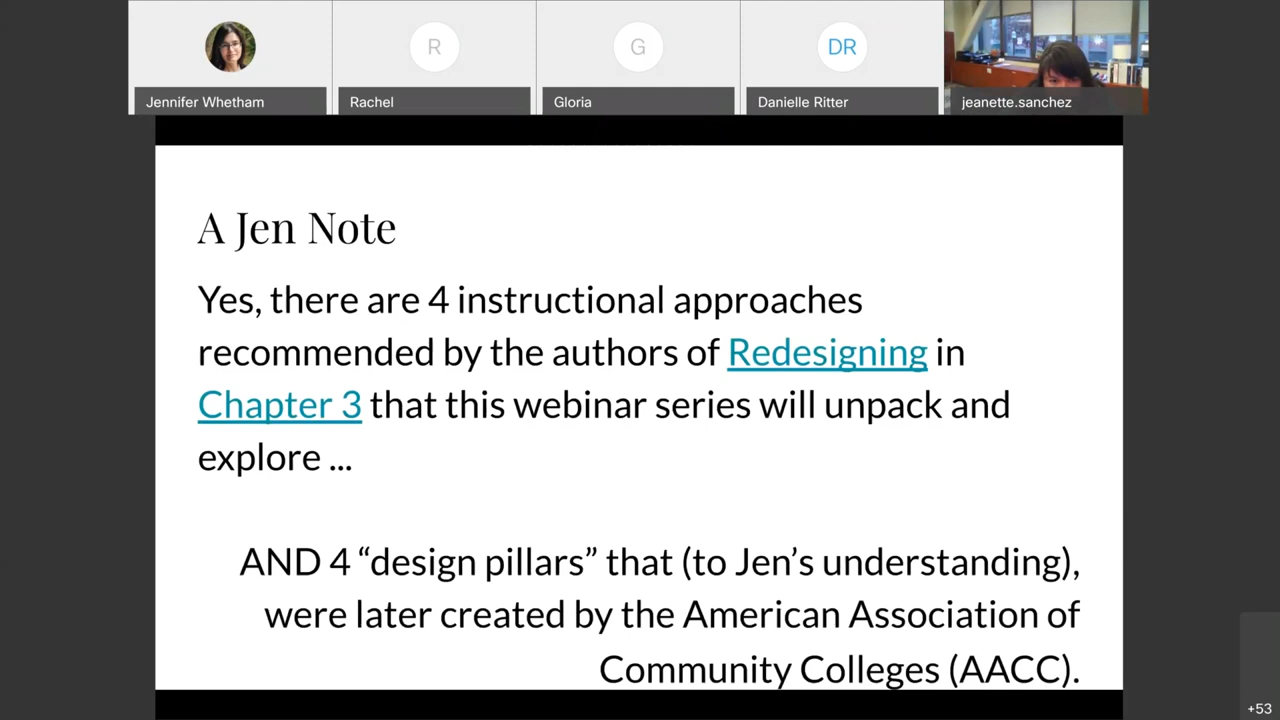 R
G
DR
Jennifer Whetham
Rachel
Gloria
Danielle Ritter
jeanette.sanchez
A Jen Note
Yes, there are 4 instructional approaches
recommended by the authors of Redesigning in
Chapter 3 that this webinar series will unpack and
explore ...
AND 4 “design pillars” that (to Jen’s understanding),
were later created by the American Association of
Community Colleges (AACC).
+53